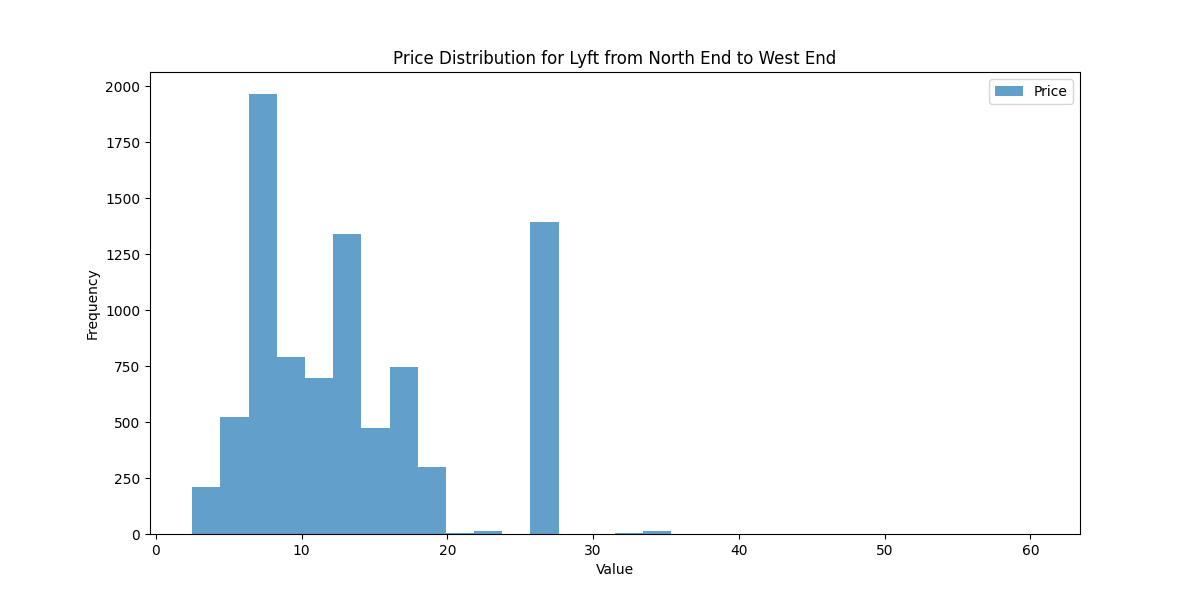 Price Distribution for Lyft from North End to West End
Price
2000
1750
1500
1250
1000
750
500
250
0
Frequency
0 10 20 30 40 50 60
Value